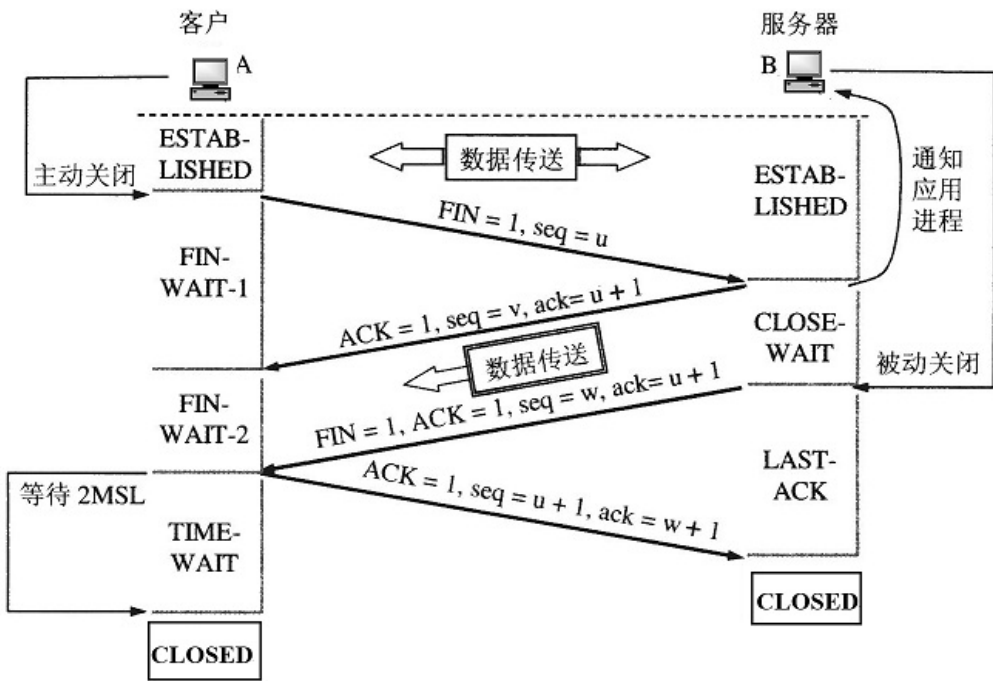 客户
服务器
A
B
ESTAB-
LISHED
主动关闭
数据传送
ESTAB-
LISHED
通知
应用
进程
FIN = 1, seq = u
FIN-
WAIT-1
ACK = 1, seq = v, ack= u + 1
CLOSE-
WAIT
数据传送
被动关闭
FIN = 1, ACK = 1, seq = w, ack= u + 1
FIN-
WAIT-2
ACK = 1, seq = u + 1, ack = w + 1
LAST-
ACK
等待 2MSL
TIME-
WAIT
CLOSED
CLOSED